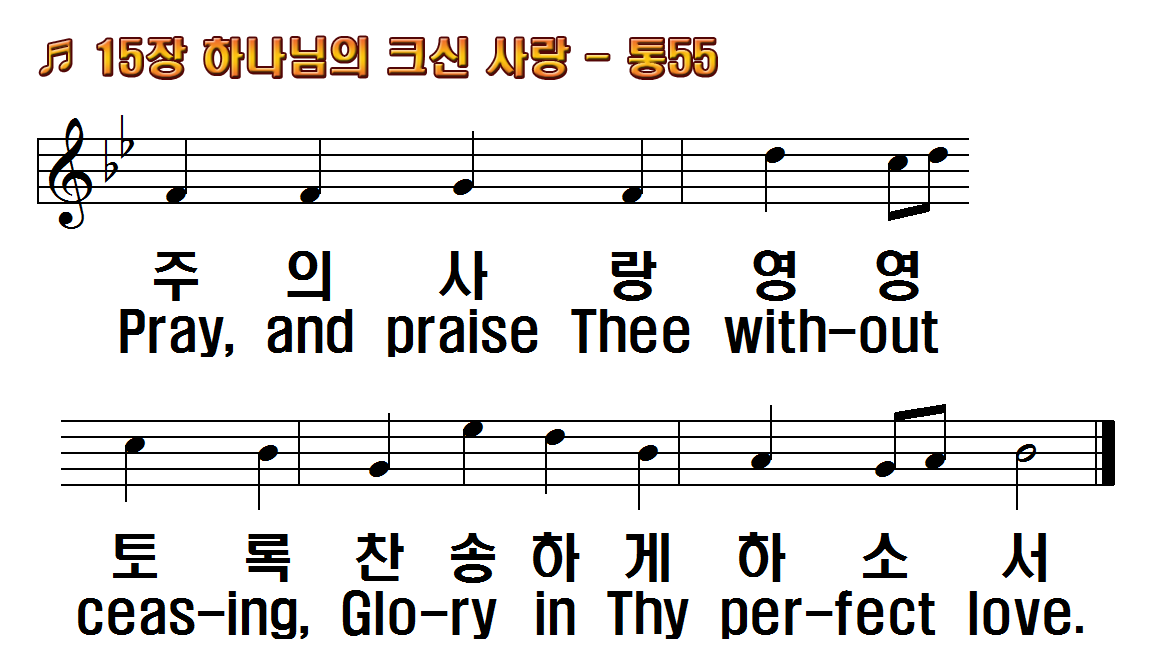 15장 하나님의 크신 사랑 - 통55
주 의 사 랑 영 영
Pray, and praise Thee with-out
토 록 찬 송 하 게 하 소 서
ceas-ing, Glo-ry in Thy per-fect love.